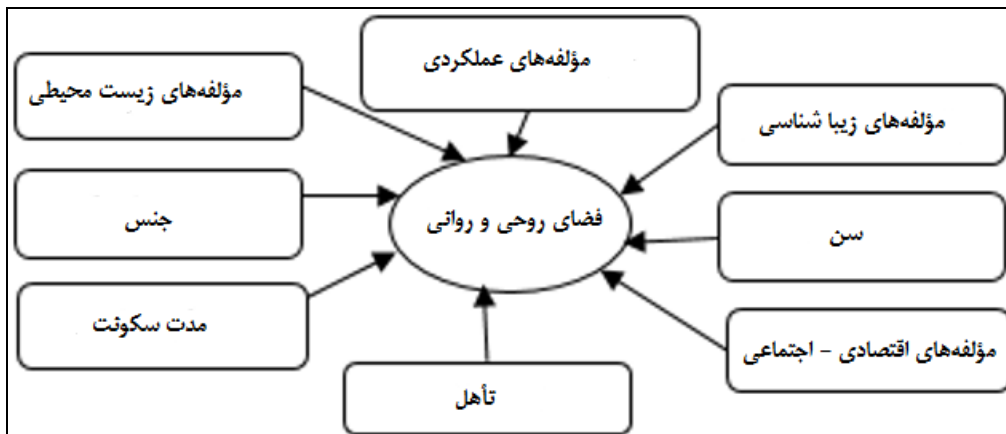 مؤلفه‌های عملکردی
مؤلفه‌های زیست محیطی
مؤلفه‌های زیبا شناسی
جنس
فضای روحی و روانی
سن
مدت سکونت
مؤلفه‌های اقتصادی - اجتماعی
تأهل